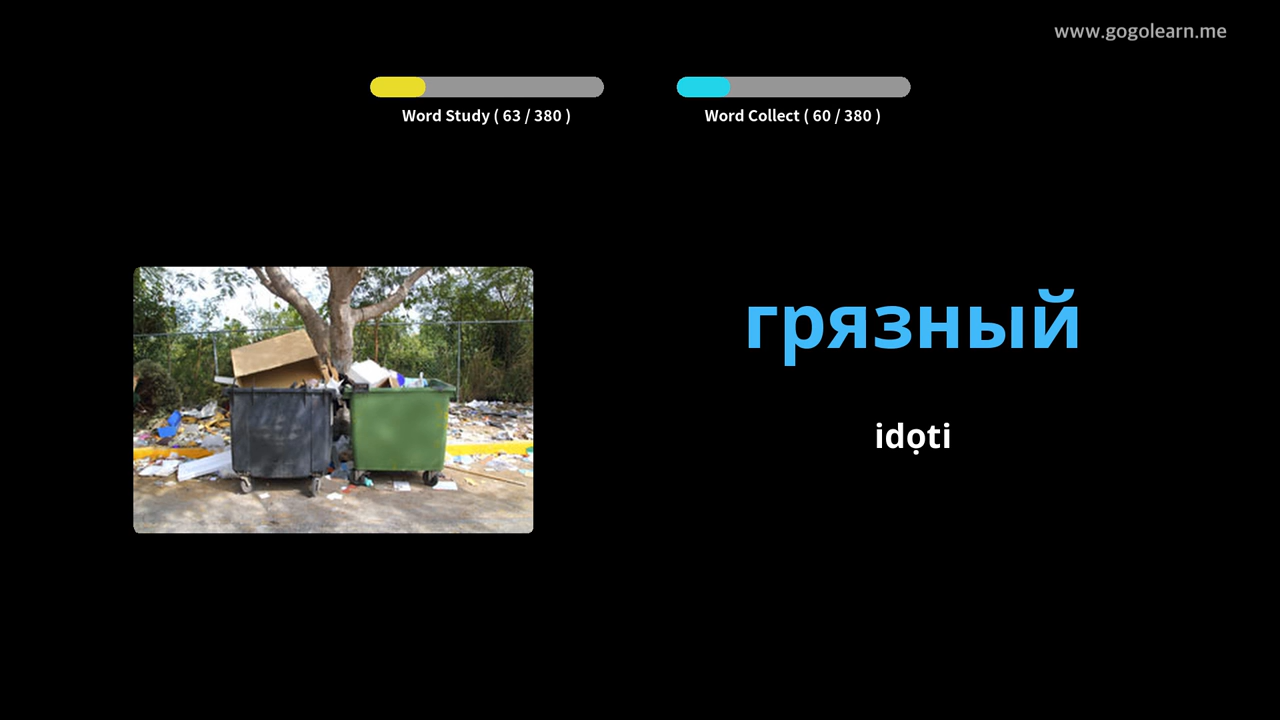 www.gogolearn.me
Word Study ( 63 / 380 )
Word Collect ( 60 / 380 )
грязный
idọti